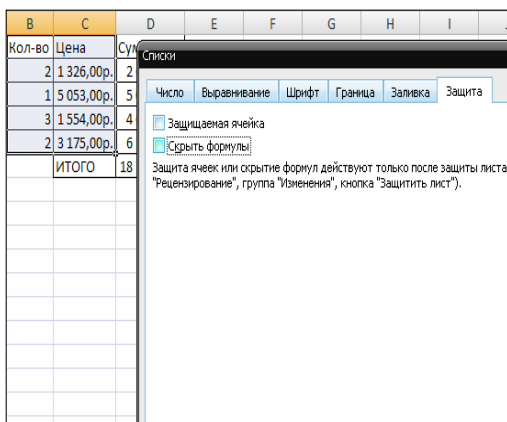 B C D E F G H I
Кол-во Цена Сум
Списки
2 1 326,00р. 2
1 5 053,00р. 5
3 1 554,00р. 4
2 3 175,00р. 6
ИТОГО 18
Число Выравнивание Шрифт Граница Заливка Защита
Защищаемая ячейка
Скрыть формулы
Защита ячеек или скрытие формул действуют только после защиты листа
"Рецензирование", группа "Изменения", кнопка "Защитить лист").